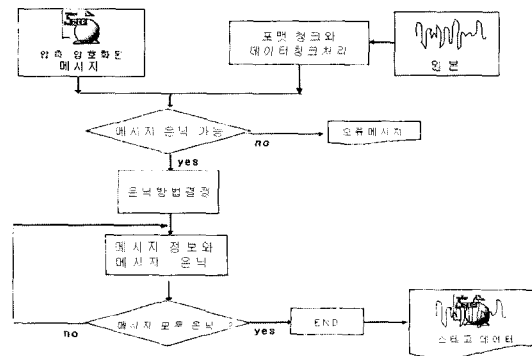 압축 암호화된
메시지
포맷 청크와
데이터청크처리
원본
메시지 은닉 가능
no
오류메시지
yes
은닉방법결정
메시지 정보와
메시지 은닉
메시지 모두 은닉 ?
no
yes
END
스테고 데이터